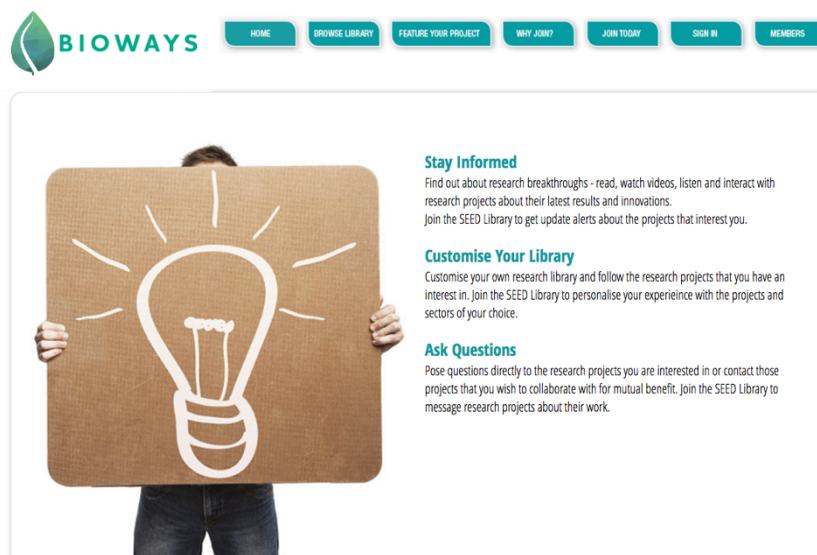 BIOWAYS
HOME
BROWSE LIBRARY
FEATURE YOUR PROJECT
WHY JOIN?
JOIN TODAY
SIGN IN
MEMBERS
Stay Informed
Find out about research breakthroughs - read, watch videos, listen and interact with
research projects about their latest results and innovations.
Join the SEED Library to get update alerts about the projects that interest you.
Customise Your Library
Customise your own research library and follow the research projects that you have an
interest in. Join the SEED Library to personalise your experieince with the projects and
sectors of your choice.
Ask Questions
Pose questions directly to the research projects you are interested in or contact those
projects that you wish to collaborate with for mutual benefit. Join the SEED Library to
message research projects about their work.